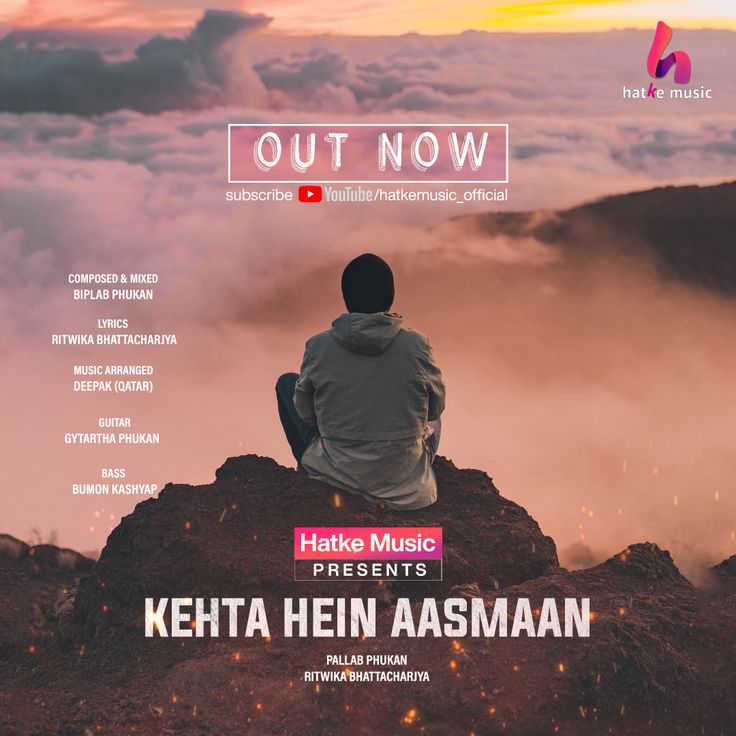 hatke music
OUT NOW
subscribe YouTube/hatkemusic_official
COMPOSED & MIXED
BIPLAB PHUKAN
LYRICS
RITWIKA BHATTACHARJYA
MUSIC ARRANGED
DEEPAK (QATAR)
GUITAR
GYTARTHA PHUKAN
BASS
BUMON KASHYAP
Hatke Music
PRESENTS
KEHTA HEIN AASMAAN
PALLAB PHUKAN
RITWIKA BHATTACHARJYA